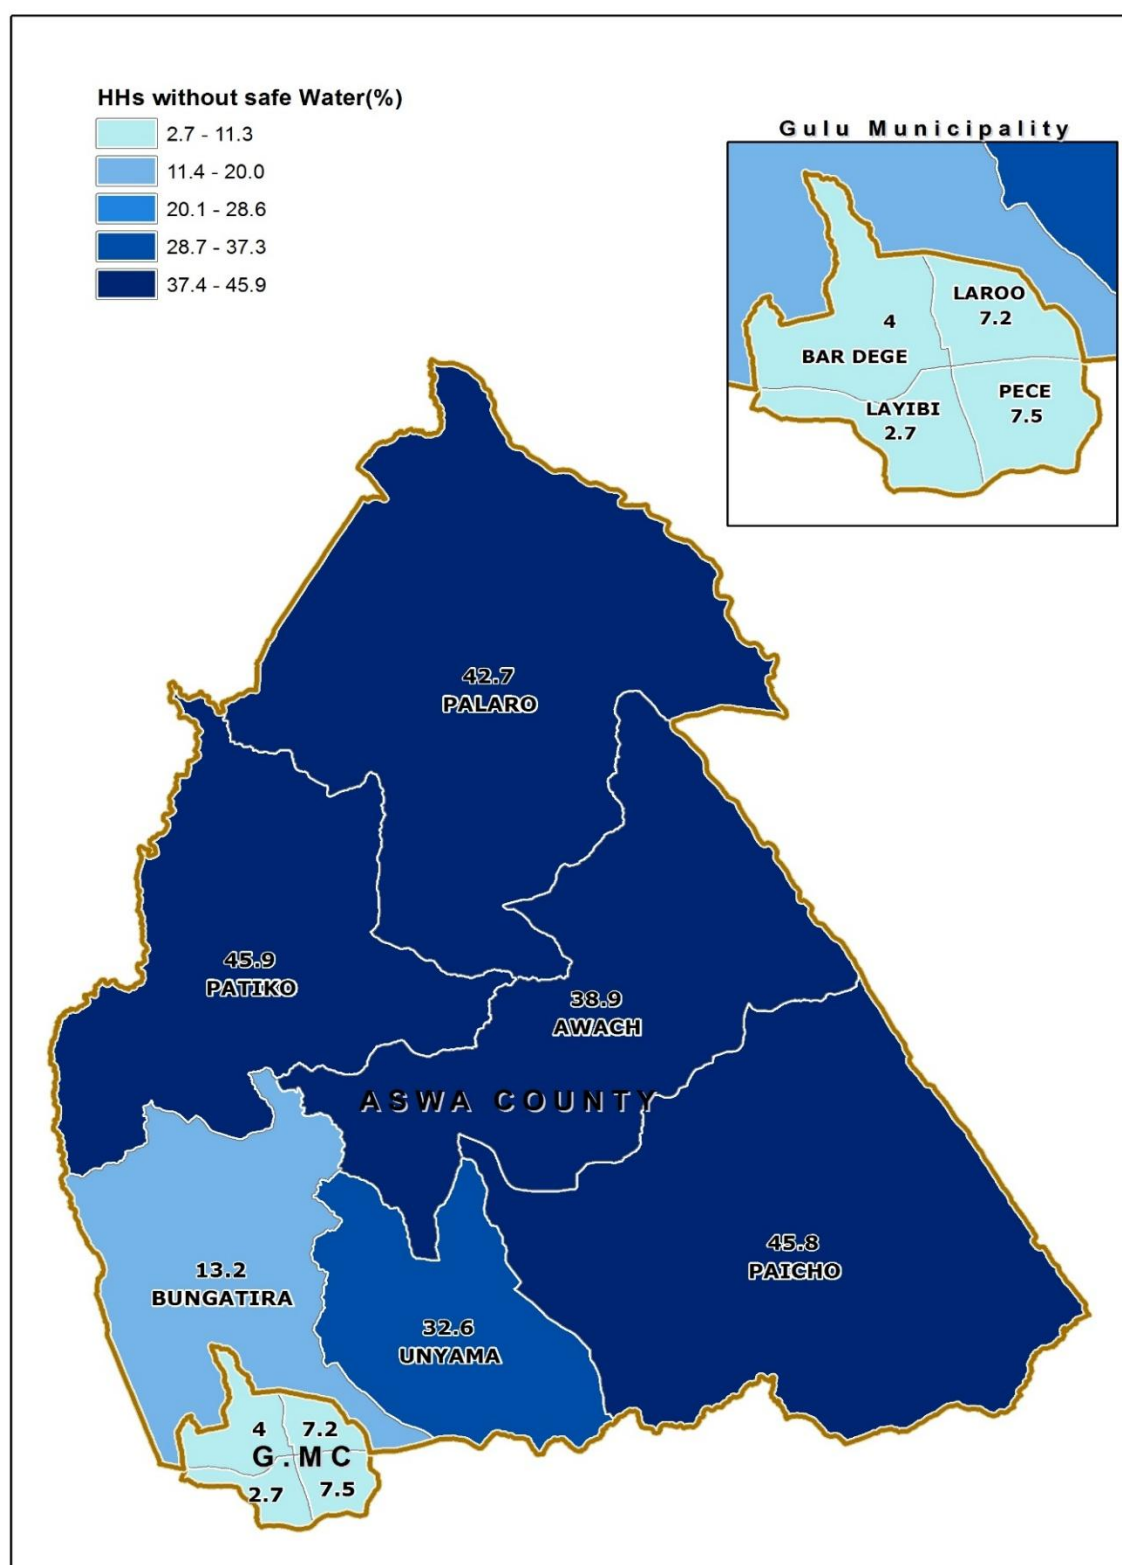 HHs without safe Water(%)
2.7 - 11.3
11.4 - 20.0
20.1 - 28.6
28.7 - 37.3
37.4 - 45.9
Gulu Municipality
LAROO
7.2
4
BAR DEGE
PECE
7.5
LAYIBI
2.7
42.7
PALARO
45.9
PATIKO
38.9
AWACH
ASWA COUNTY
45.8
PAICHO
13.2
BUNGATIRA
32.6
UNYAMA
4 7.2
G.MC
2.7 7.5